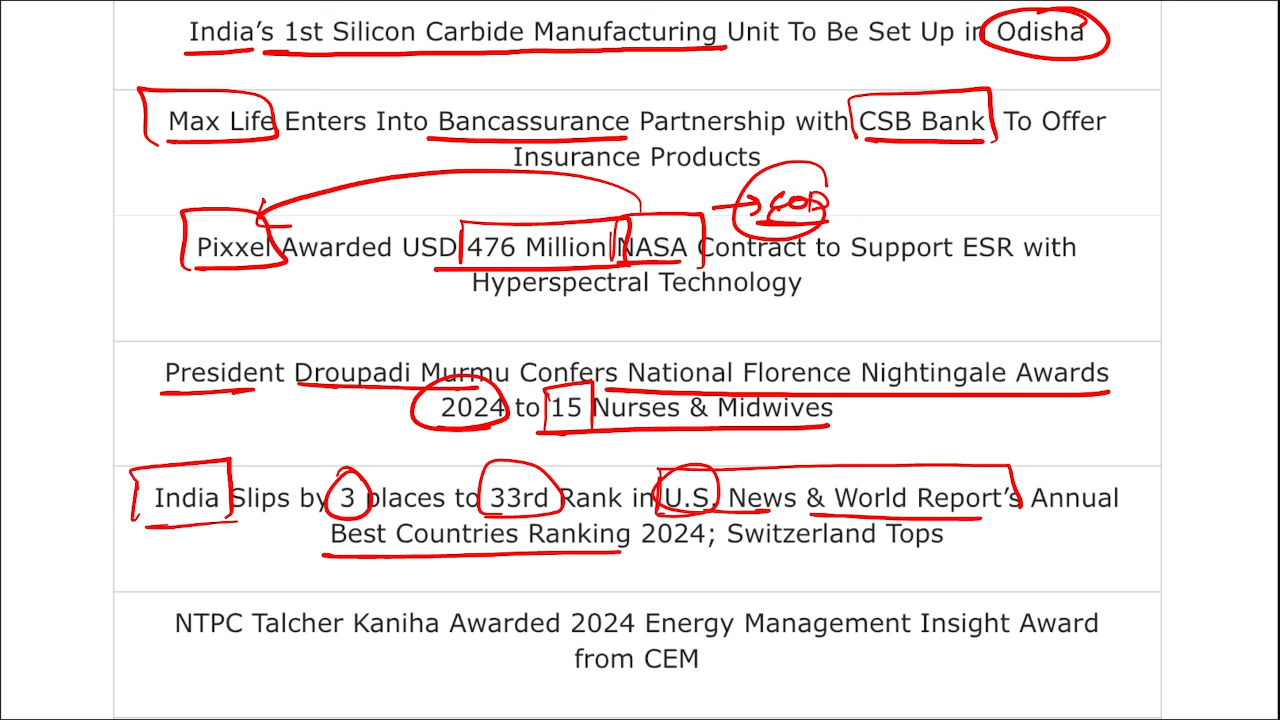 India's 1st Silicon Carbide Manufacturing Unit To Be Set Up in Odisha
Max Life Enters Into Bancassurance Partnership with CSB Bank To Offer
Insurance Products
Pixxel Awarded USD 476 Million NASA Contract to Support ESR with
Hyperspectral Technology
President Droupadi Murmu Confers National Florence Nightingale Awards
2024 to 15 Nurses & Midwives
India Slips by 3 places to 33rd Rank in U.S. News & World Report's Annual
Best Countries Ranking 2024; Switzerland Tops
NTPC Talcher Kaniha Awarded 2024 Energy Management Insight Award
from CEM